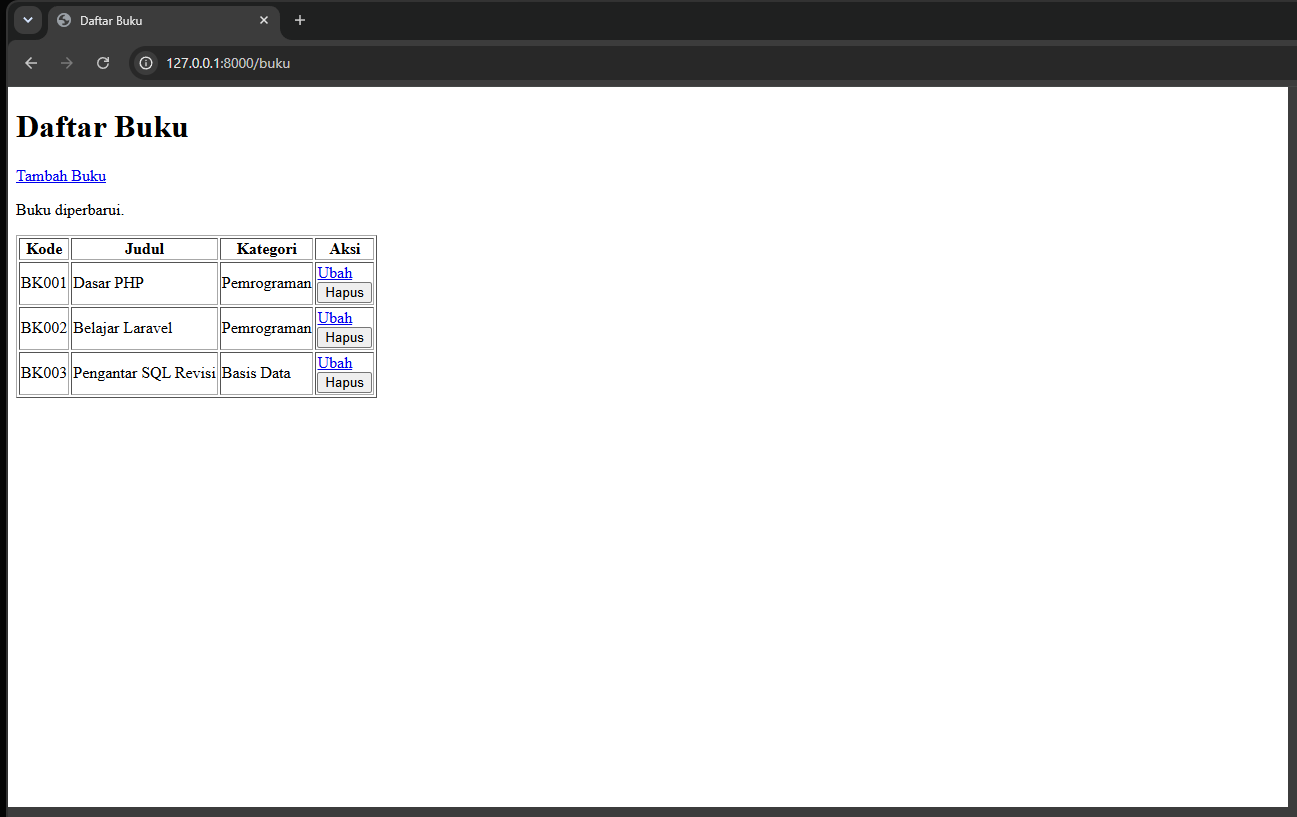 Daftar Buku
127.0.0.1:8000/buku
Daftar Buku
Tambah Buku
Buku diperbarui.
Kode Judul Kategori Aksi
BK001 Dasar PHP Pemrograman Ubah Hapus
BK002 Belajar Laravel Pemrograman Ubah Hapus
BK003 Pengantar SQL Revisi Basis Data Ubah Hapus